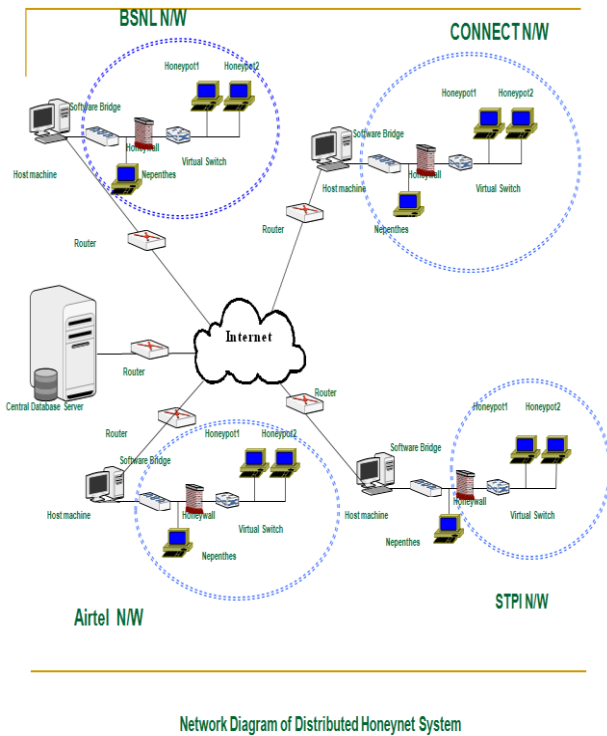 BSNL N/W
CONNECT N/W
Honeypot1
Honeypot2
Software Bridge
Honeywall
Virtual Switch
Host machine
Nepenthes
Router
Honeypot1
Honeypot2
Software Bridge
Honeywall
Host machine
Virtual Switch
Nepenthes
Router
Internet
Router
Central Database Server
Router
Router
Honeypot1
Honeypot2
Software Bridge
Host machine
Honeywall
Virtual Switch
Nepenthes
Airtel N/W
Honeypot1
Honeypot2
Software Bridge
Host machine
Honeywall
Virtual Switch
Nepenthes
STPI N/W
Network Diagram of Distributed Honeynet System